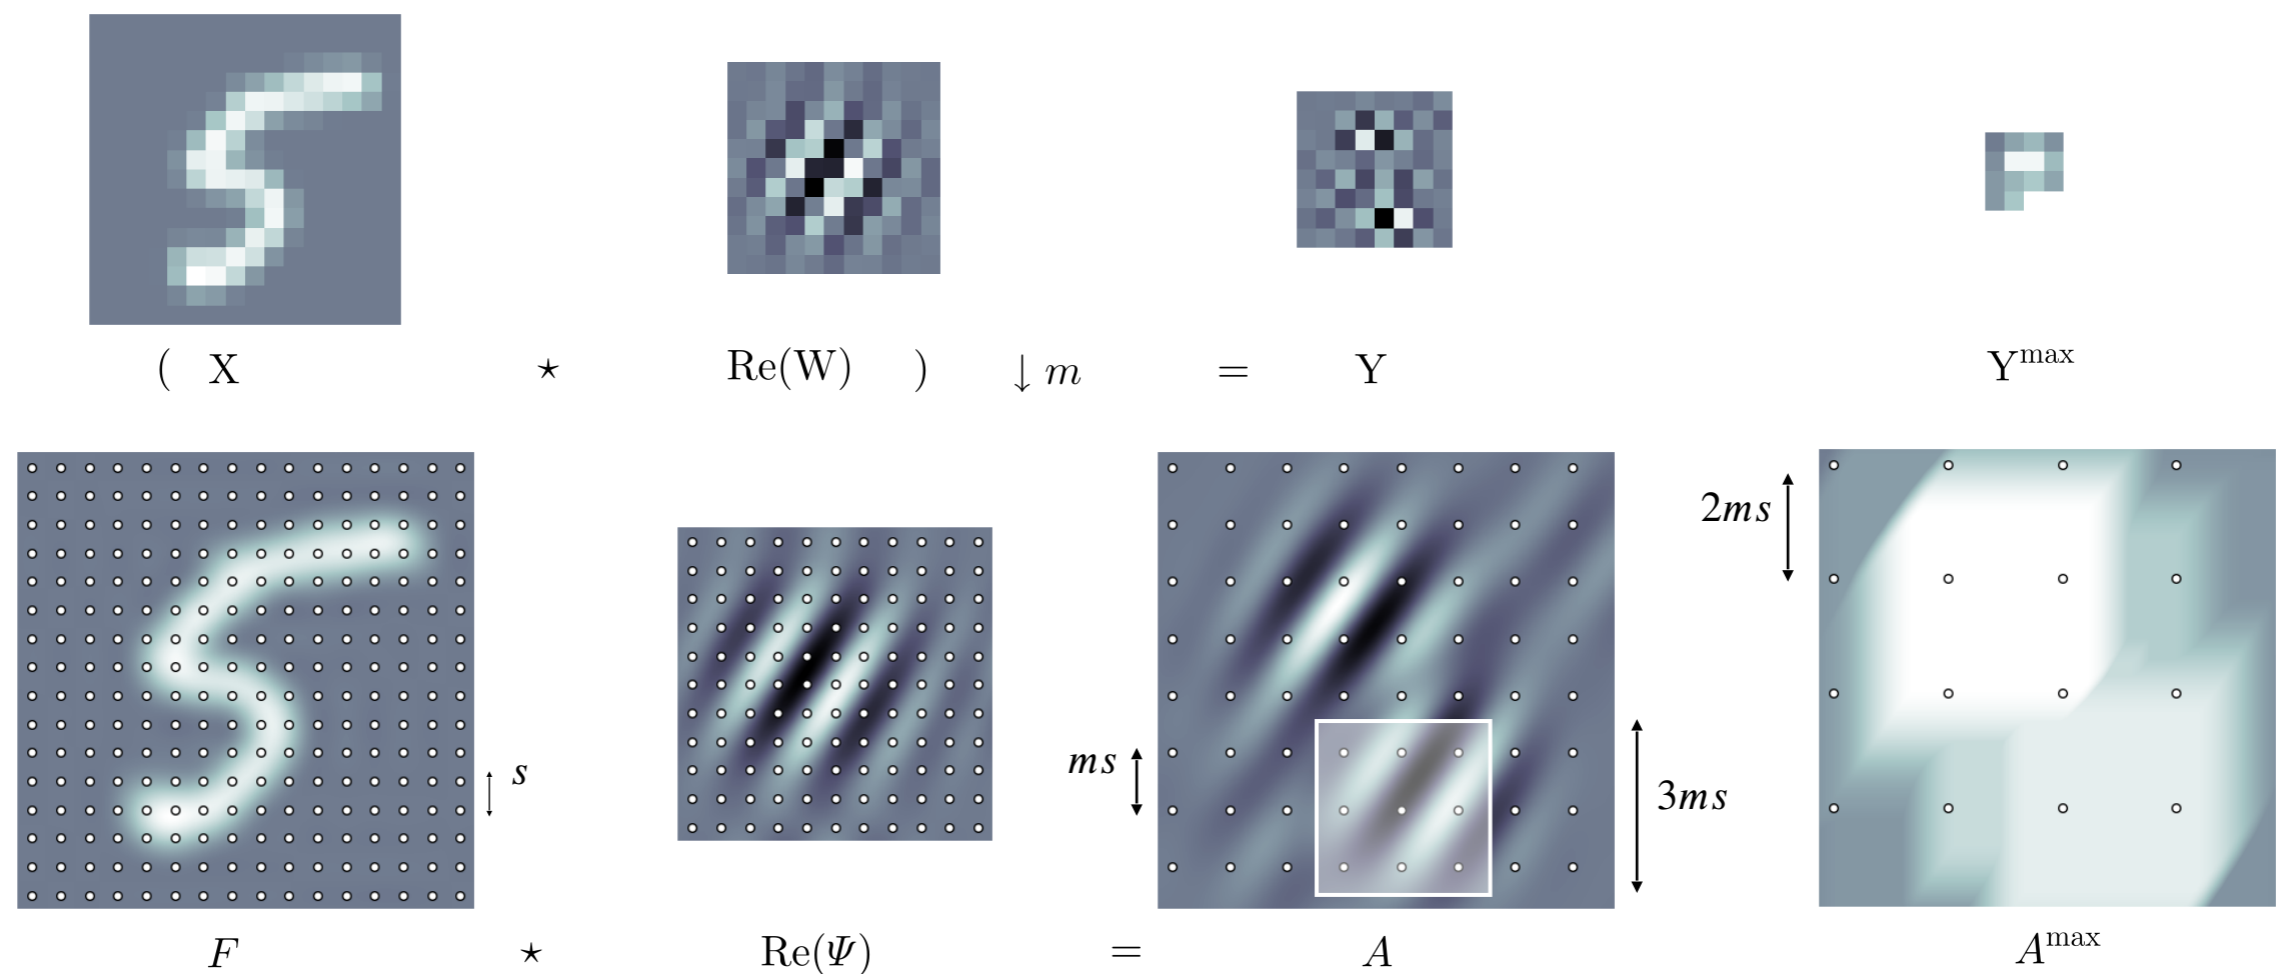 ( X ⋆ Re(W) ) ↓ m = Y Y^max
s
ms
3ms
2ms
F ⋆ Re(Ψ) = A A^max